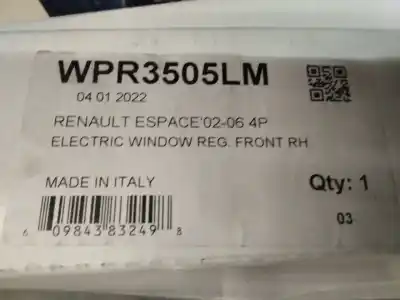 WPR3505LM
04 01 2022
RENAULT ESPACE'02-06 4P
ELECTRIC WINDOW REG. FRONT RH
MADE IN ITALY
Qty: 1
03
6 09843 83249 8